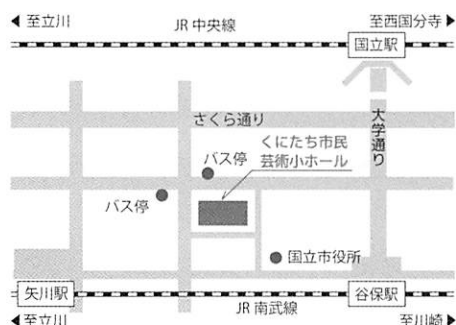 至立川
JR 中央線
至西国分寺
国立駅
さくら通り
大学通り
くにたち市民
芸術小ホール
バス停
バス停
国立市役所
矢川駅
谷保駅
JR 南武線
至立川
至川崎